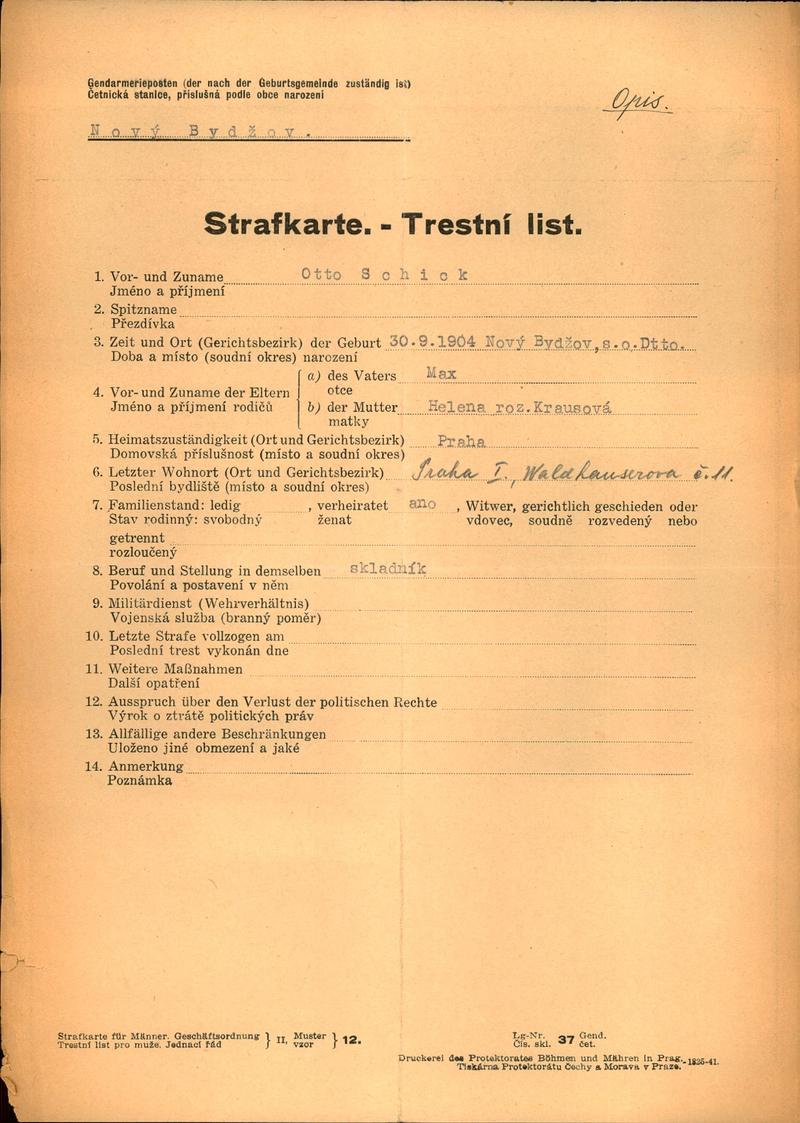 Gendarmerieposten (der nach der Geburtsgemeinde zuständig ist)
Četnická stanice, příslušná podle obce narození
Opis.
Nový Bydžov.
Strafkarte. - Trestní list.
1. Vor- und Zuname Otto Schick
Jméno a příjmení
2. Spitzname
Přezdívka
3. Zeit und Ort (Gerichtsbezirk) der Geburt 30.9.1904 Nový Bydžov,s.o.Dtto.
Doba a místo (soudní okres) narození
a) des Vaters Max
4. Vor- und Zuname der Eltern otce
Jméno a příjmení rodičů b) der Mutter Helena roz.Krausová
matky
5. Heimatszuständigkeit (Ort und Gerichtsbezirk) Praha
Domovská příslušnost (místo a soudní okres)
6. Letzter Wohnort (Ort und Gerichtsbezirk) Praha I., Waldhauserova č.11.
Poslední bydliště (místo a soudní okres)
7. Familienstand: ledig , verheiratet ano , Witwer, gerichtlich geschieden oder
Stav rodinný: svobodný ženat vdovec, soudně rozvedený nebo
getrennt
rozloučený
8. Beruf und Stellung in demselben skladník
Povolání a postavení v něm
9. Militärdienst (Wehrverhältnis)
Vojenská služba (branný poměr)
10. Letzte Strafe vollzogen am
Poslední trest vykonán dne
11. Weitere Maßnahmen
Další opatření
12. Ausspruch über den Verlust der politischen Rechte
Výrok o ztrátě politických práv
13. Allfällige andere Beschränkungen
Uloženo jiné obmezení a jaké
14. Anmerkung
Poznámka
Strafkarte für Männer. Geschäftsordnung } II, Muster } 12.
Trestní list pro muže. Jednací řád vzor
Lg-Nr. 37 Gend.
Čís. skl. čet.
Druckerei des Protektorates Böhmen und Mähren in Prag. -1825-41.
Tiskárna Protektorátu Čechy a Morava v Praze.